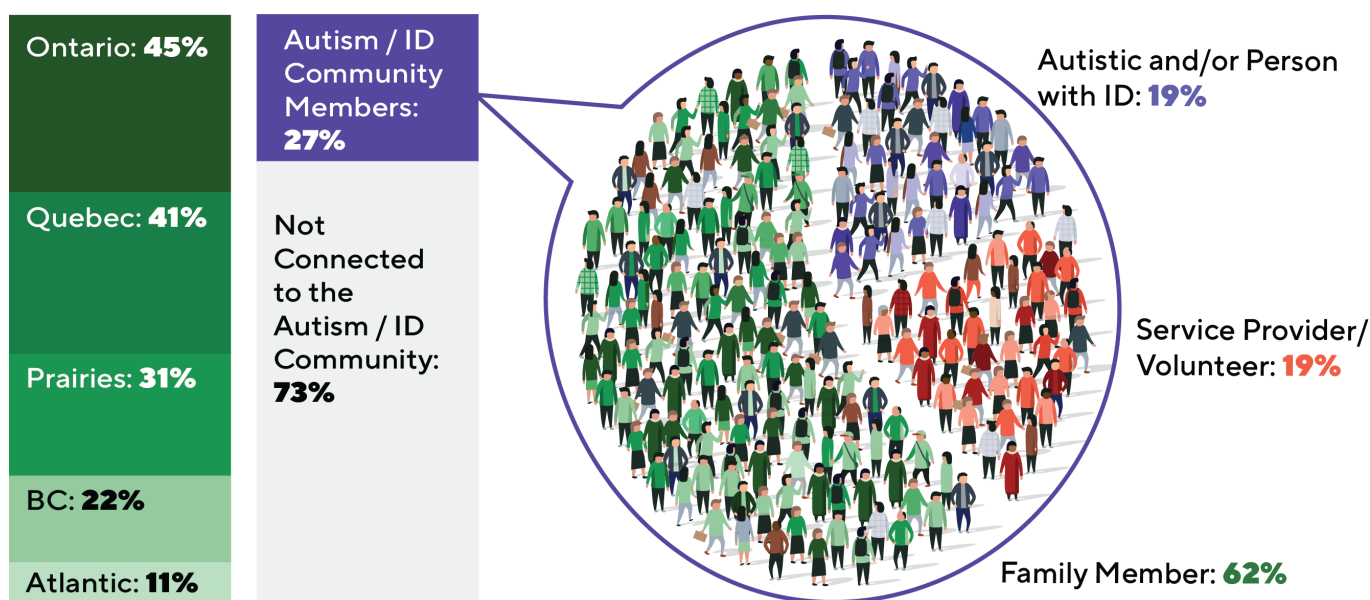 Ontario: 45%
Quebec: 41%
Prairies: 31%
BC: 22%
Atlantic: 11%
Autism / ID
Community
Members:
27%
Not
Connected
to the
Autism / ID
Community:
73%
Autistic and/or Person
with ID: 19%
Service Provider/
Volunteer: 19%
Family Member: 62%